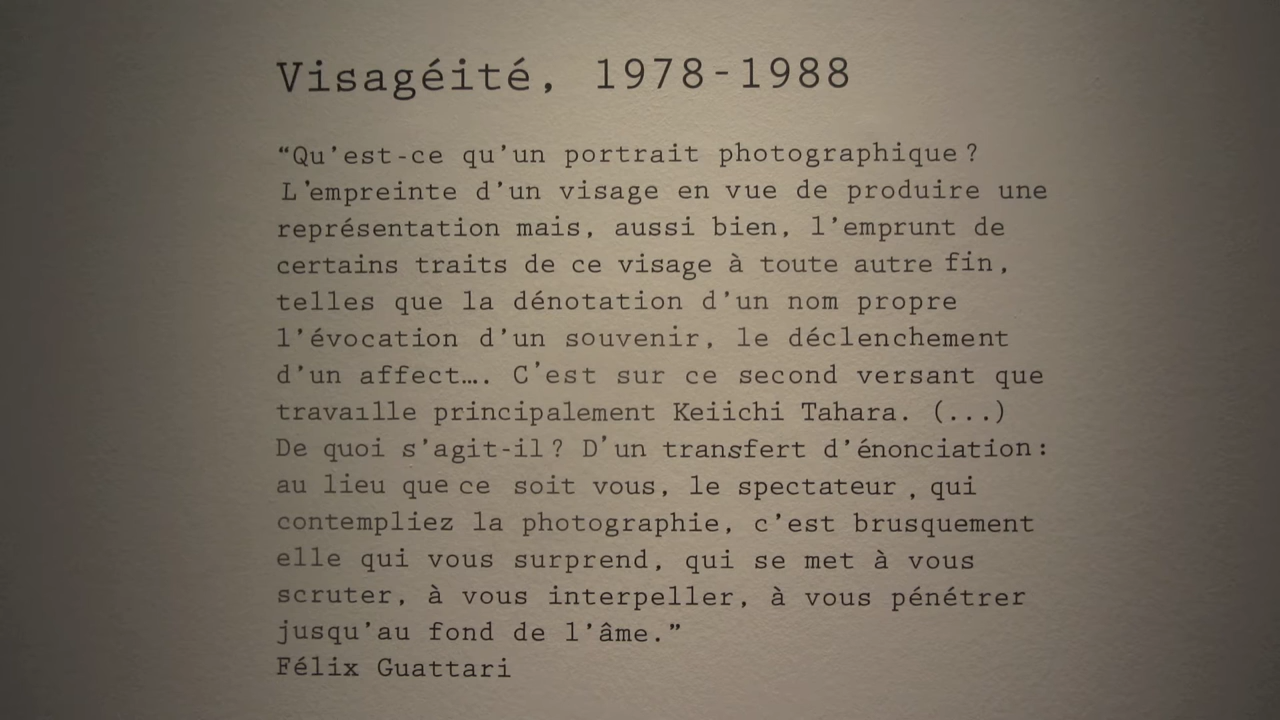 Visagéité, 1978-1988
“Qu’est-ce qu’un portrait photographique ?
L’empreinte d’un visage en vue de produire une
représentation mais, aussi bien, l’emprunt de
certains traits de ce visage à toute autre fin,
telles que la dénotation d’un nom propre
l’évocation d’un souvenir, le déclenchement
d’un affect…. C’est sur ce second versant que
travaille principalement Keiichi Tahara. (...)
De quoi s’agit-il ? D’un transfert d’énonciation :
au lieu que ce soit vous, le spectateur , qui
contempliez la photographie, c’est brusquement
elle qui vous surprend, qui se met à vous
scruter, à vous interpeller, à vous pénétrer
jusqu’au fond de l’âme.”
Félix Guattari